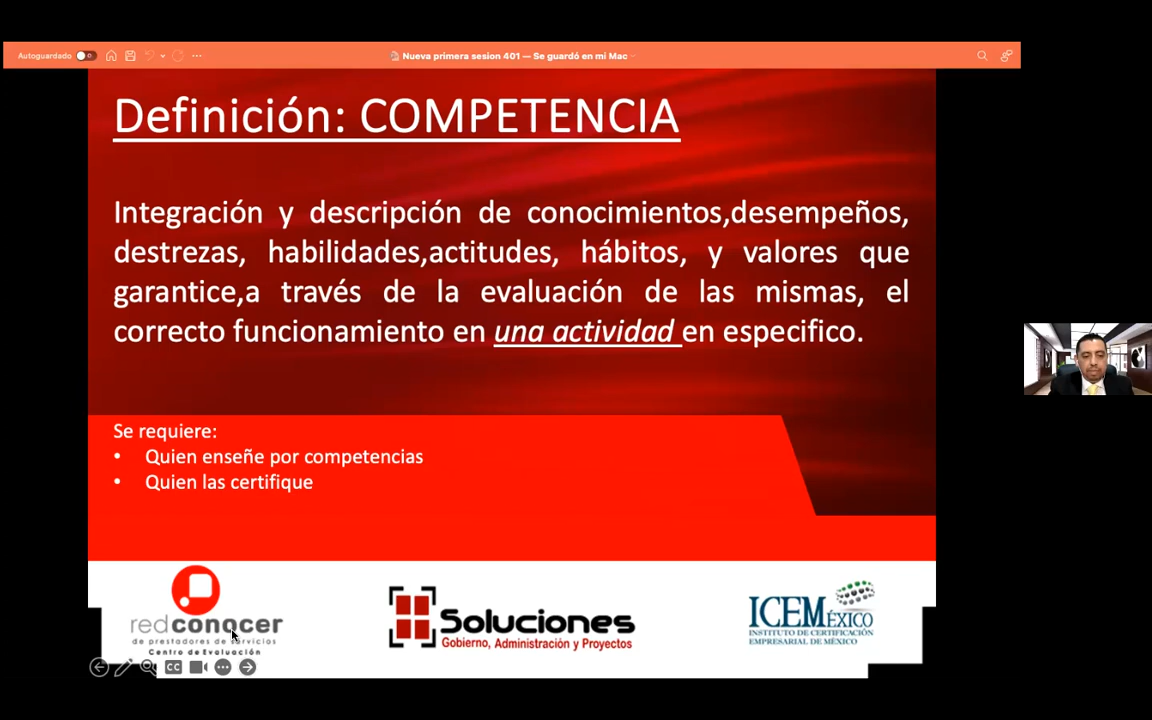 Autoguardado
Nueva primera sesion 401 — Se guardó en mi Mac
Definición: COMPETENCIA
Integración y descripción de conocimientos,desempeños,
destrezas, habilidades,actitudes, hábitos, y valores que
garantice,a través de la evaluación de las mismas, el
correcto funcionamiento en una actividad en especifico.
Se requiere:
• Quien enseñe por competencias
• Quien las certifique
redconocer
de prestadores de servicios
Centro de Evaluación
Soluciones
Gobierno, Administración y Proyectos
ICEMÉXICO
INSTITUTO DE CERTIFICACIÓN
EMPRESARIAL DE MÉXICO
CC